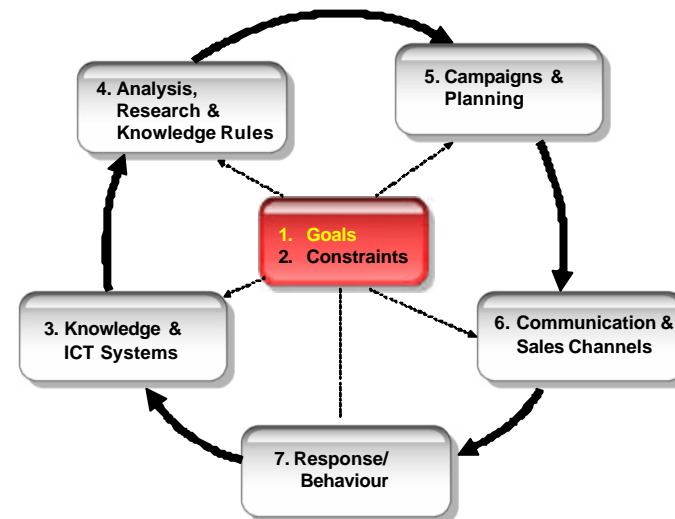 4. Analysis,
Research &
Knowledge Rules
5. Campaigns &
Planning
1. Goals
2. Constraints
3. Knowledge &
ICT Systems
6. Communication &
Sales Channels
7. Response/
Behaviour